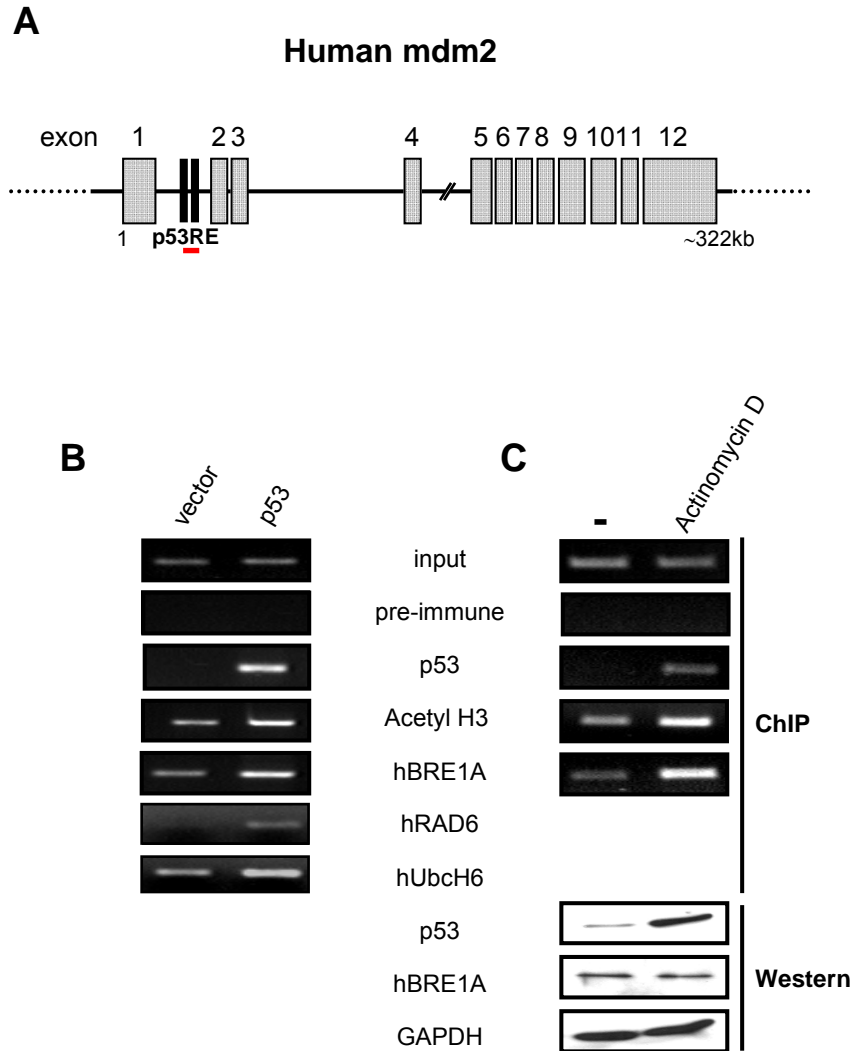 A
Human mdm2
exon 1 2 3 4 5 6 7 8 9 10 11 12
1 p53RE ~322kb
B
vector p53
C
- Actinomycin D
input
pre-immune
p53
Acetyl H3
hBRE1A
hRAD6
hUbcH6
ChIP
p53
hBRE1A
GAPDH
Western